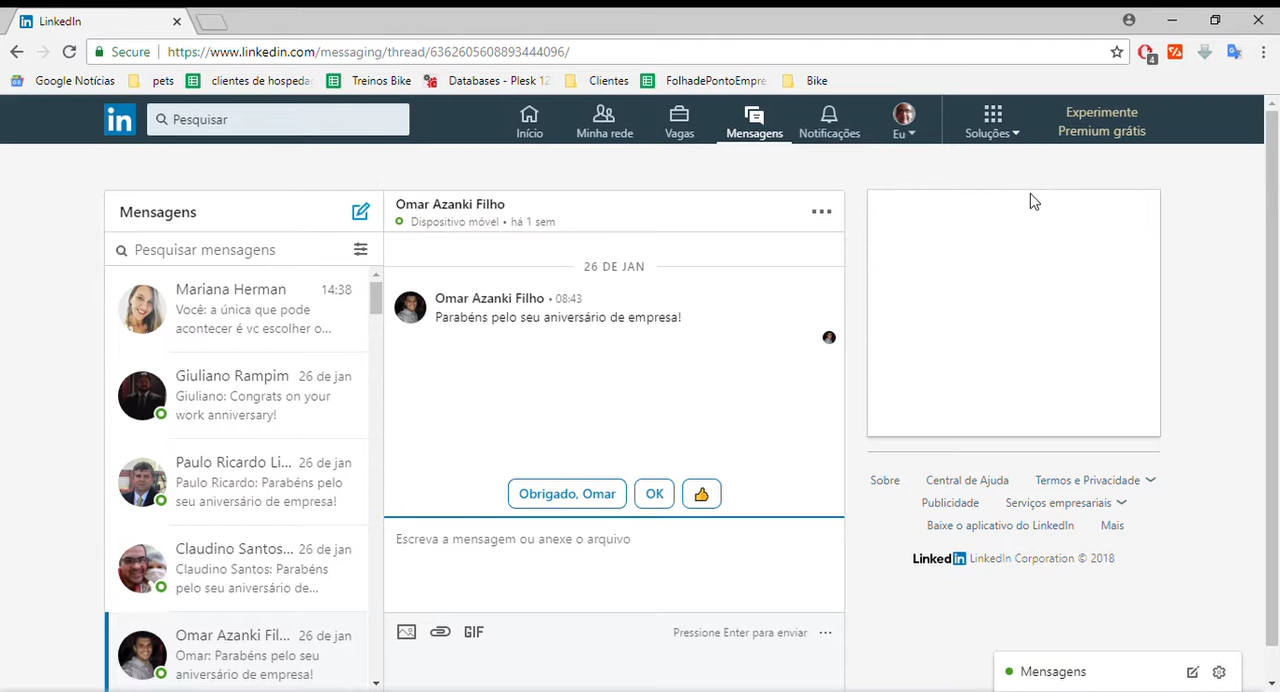 LinkedIn
Secure https://www.linkedin.com/messaging/thread/6362605608893444096/
4
Google Notícias pets clientes de hospeda Treinos Bike Databases - Plesk 12 Clientes FolhadePontoEmpre Bike
in Pesquisar
Início Minha rede Vagas Mensagens Notificações Eu Soluções
Experimente
Premium grátis
Mensagens
Pesquisar mensagens
Mariana Herman 14:38
Você: a única que pode
acontecer é vc escolher o...
Giuliano Rampim 26 de jan
Giuliano: Congrats on your
work anniversary!
Paulo Ricardo Li... 26 de jan
Paulo Ricardo: Parabéns pelo
seu aniversário de empresa!
Claudino Santos... 26 de jan
Claudino Santos: Parabéns
pelo seu aniversário de...
Omar Azanki Fil... 26 de jan
Omar: Parabéns pelo seu
aniversário de empresa!
Omar Azanki Filho
Dispositivo móvel • há 1 sem
26 DE JAN
Omar Azanki Filho • 08:43
Parabéns pelo seu aniversário de empresa!
Obrigado, Omar OK
Escreva a mensagem ou anexe o arquivo
GIF Pressione Enter para enviar
Sobre Central de Ajuda Termos e Privacidade
Publicidade Serviços empresariais
Baixe o aplicativo do LinkedIn Mais
LinkedIn LinkedIn Corporation © 2018
Mensagens